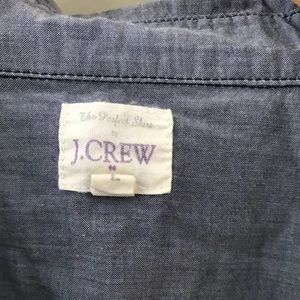 The Perfect Shirt
by
J.CREW
L